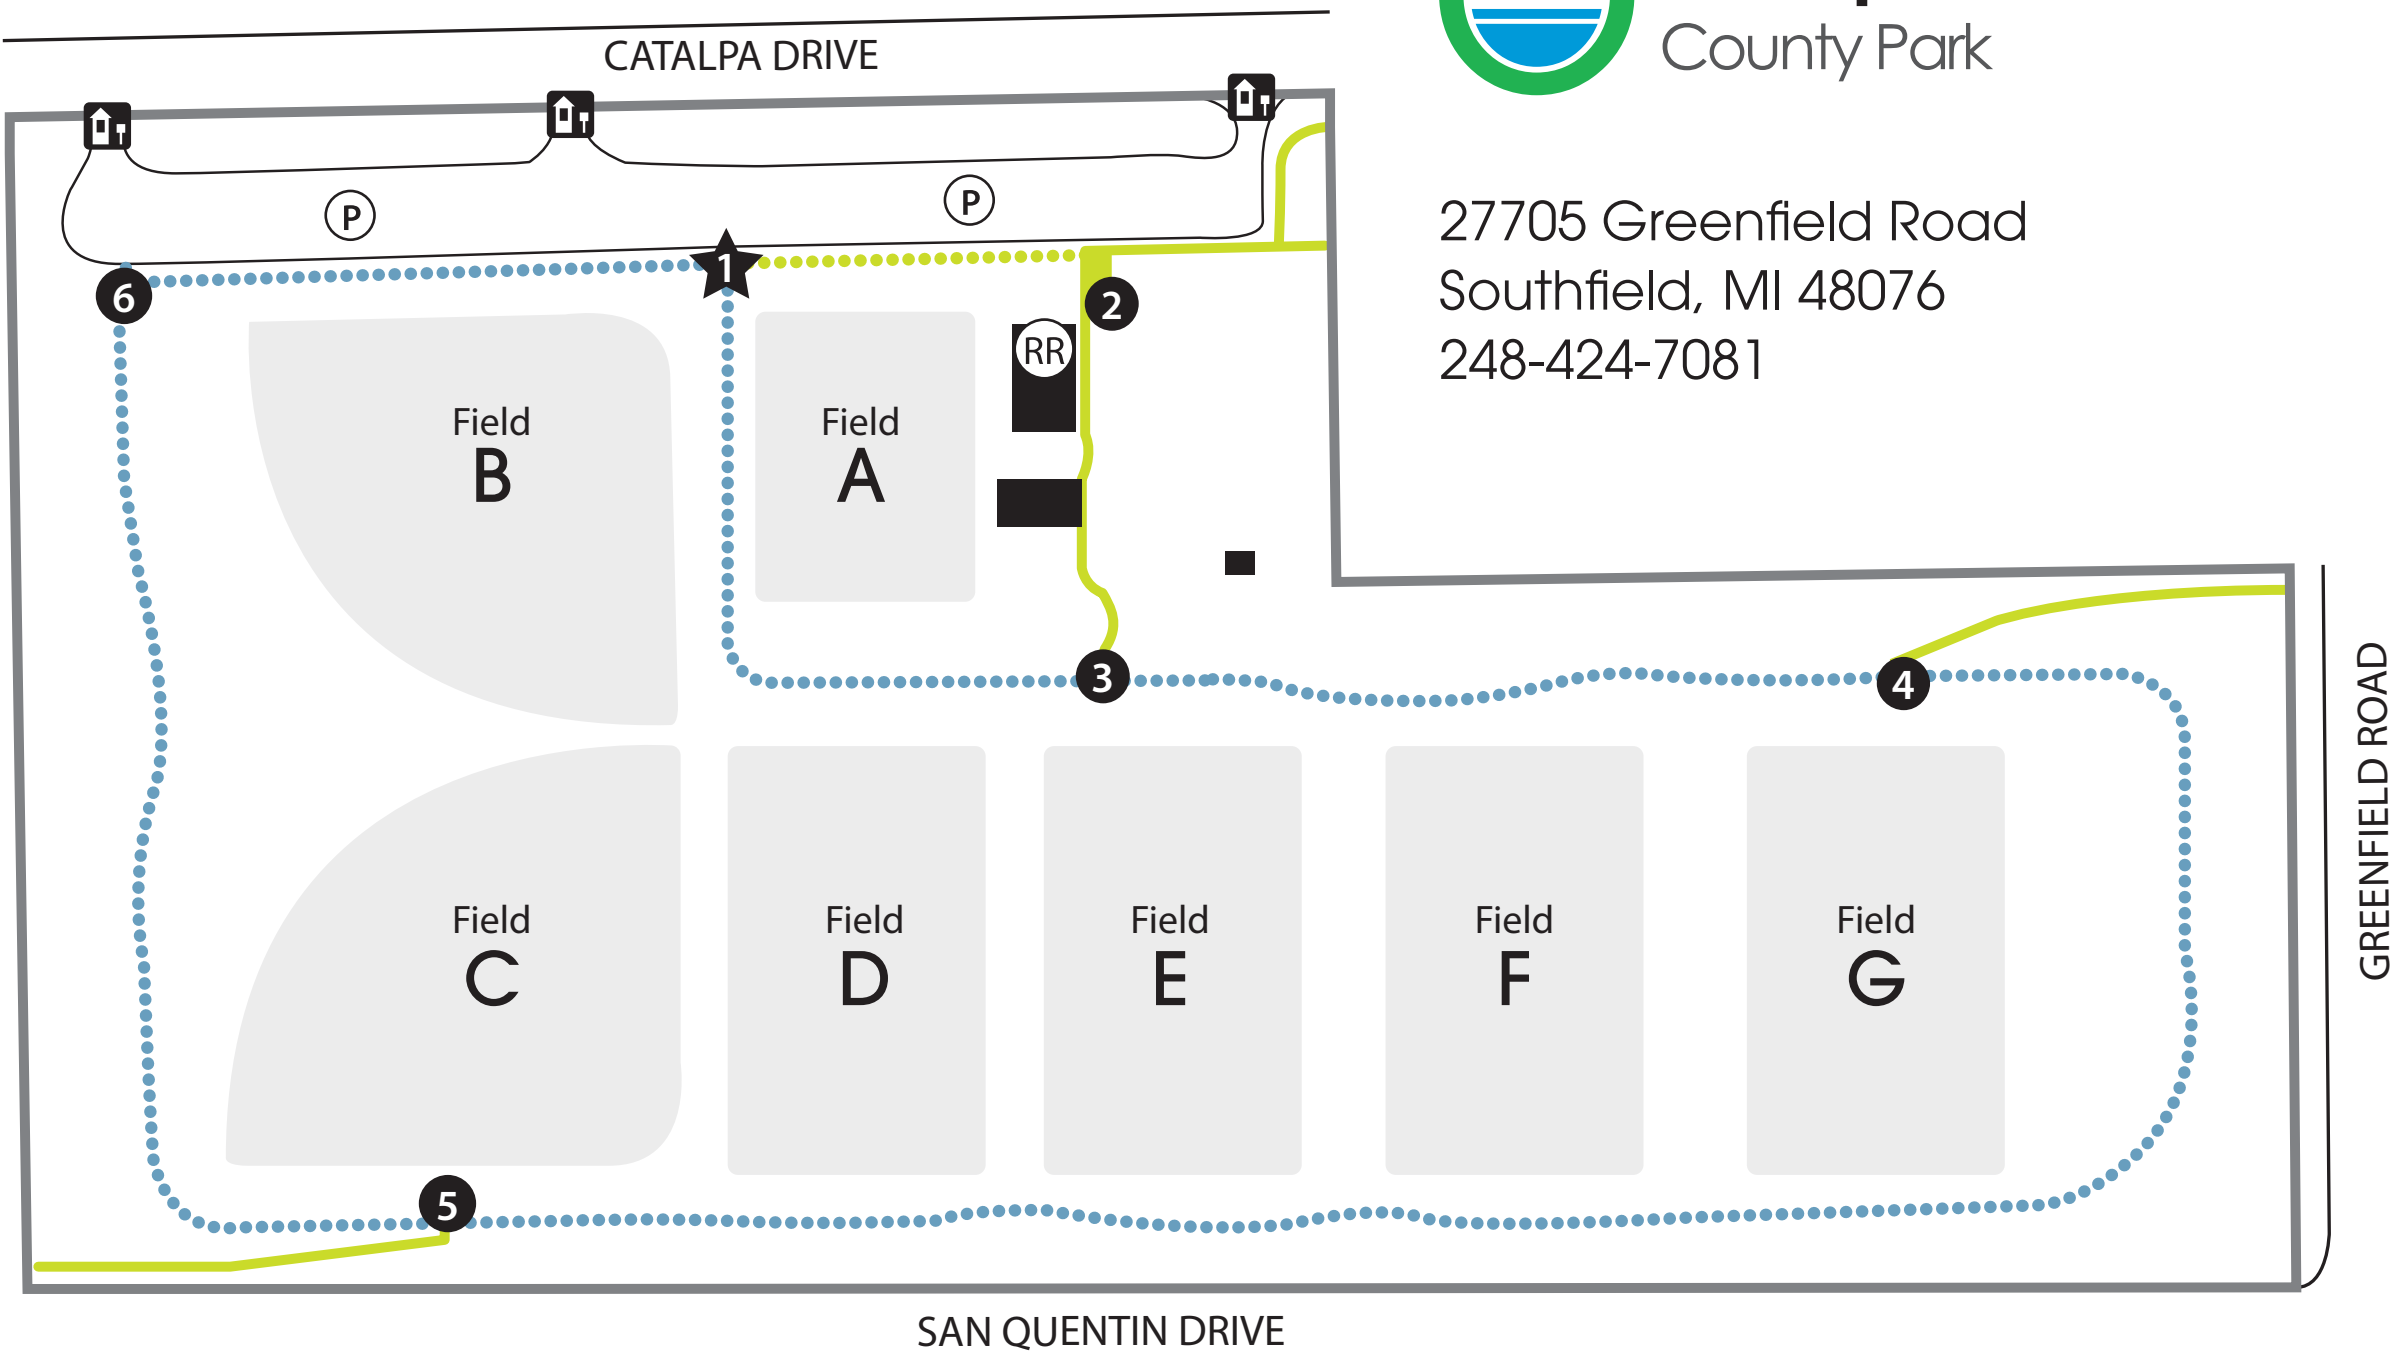 CATALPA DRIVE
County Park
27705 Greenfield Road
Southfield, MI 48076
248-424-7081
P
P
1
2
6
RR
Field
B
Field
A
3
4
GREENFIELD ROAD
Field
C
Field
D
Field
E
Field
F
Field
G
5
SAN QUENTIN DRIVE